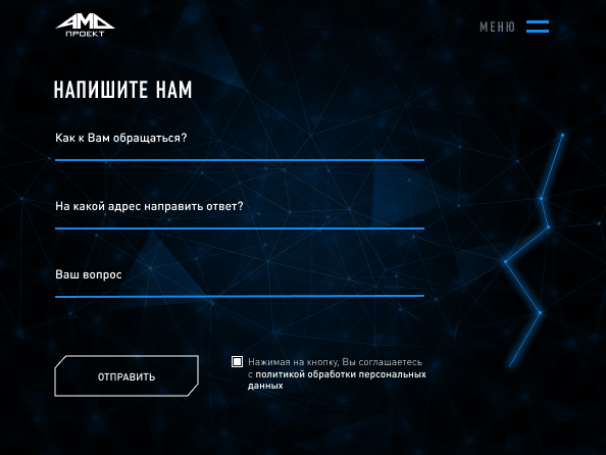 АМД
ПРОЕКТ
МЕНЮ
НАПИШИТЕ НАМ
Как к Вам обращаться?
На какой адрес направить ответ?
Ваш вопрос
ОТПРАВИТЬ
Нажимая на кнопку, Вы соглашаетесь
с политикой обработки персональных
данных